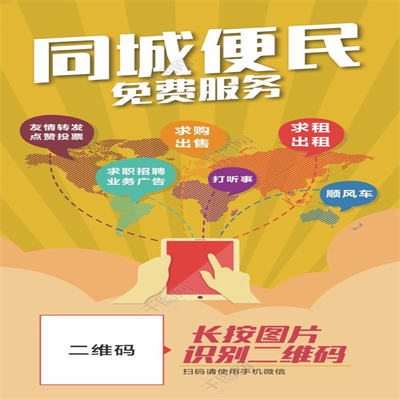 同城便民
免费服务
友情转发
点赞投票
求购
出售
求租
出租
求职招聘
业务广告
打听事
顺风车
二维码
长按图片
识别二维码
扫码请使用手机微信